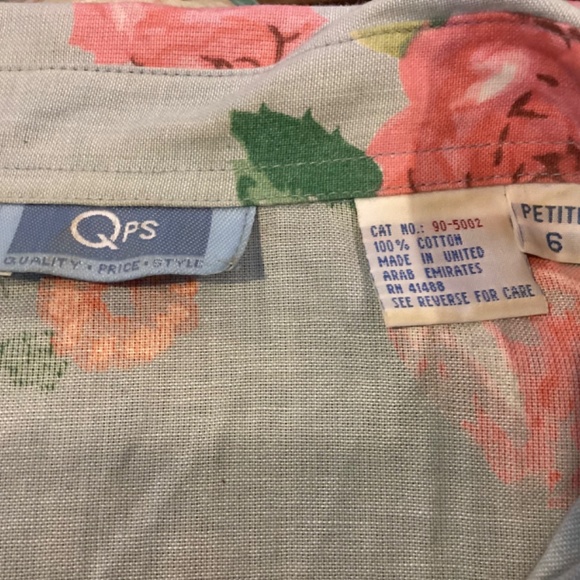 QPS
QUALITY • PRICE • STYLE
CAT NO.: 90-5002
100% COTTON
MADE IN UNITED
ARAB EMIRATES
RN 41488
SEE REVERSE FOR CARE
PETITE
6